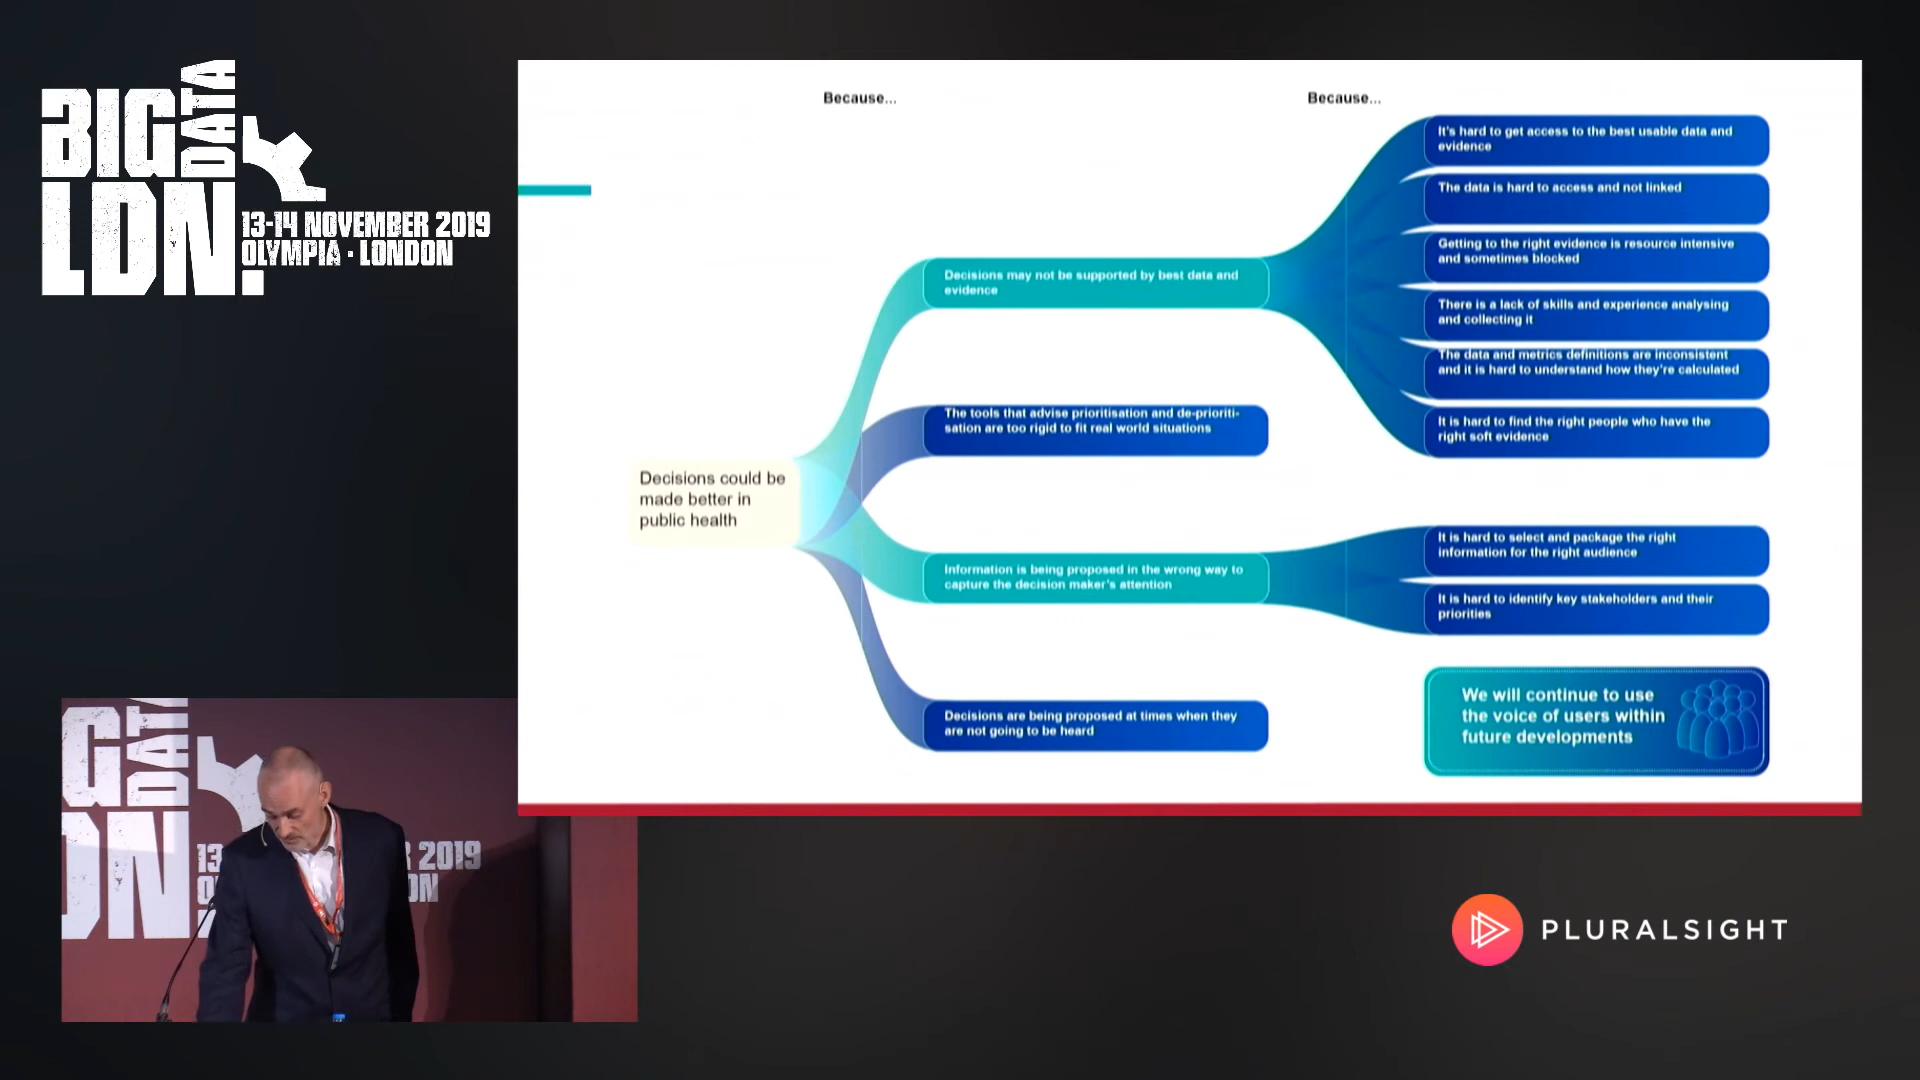 BIG
DATA
LDN.
13-14 NOVEMBER 2019
OLYMPIA · LONDON
Because...
Because...
Decisions could be
made better in
public health
Decisions may not be supported by best data and
evidence
The tools that advise prioritisation and de-prioriti-
sation are too rigid to fit real world situations
Information is being proposed in the wrong way to
capture the decision maker's attention
Decisions are being proposed at times when they
are not going to be heard
It's hard to get access to the best usable data and
evidence
The data is hard to access and not linked
Getting to the right evidence is resource intensive
and sometimes blocked
There is a lack of skills and experience analysing
and collecting it
The data and metrics definitions are inconsistent
and it is hard to understand how they're calculated
It is hard to find the right people who have the
right soft evidence
It is hard to select and package the right
information for the right audience
It is hard to identify key stakeholders and their
priorities
We will continue to use
the voice of users within
future developments
G
DATA
DN
13
2019
ON
PLURALSIGHT